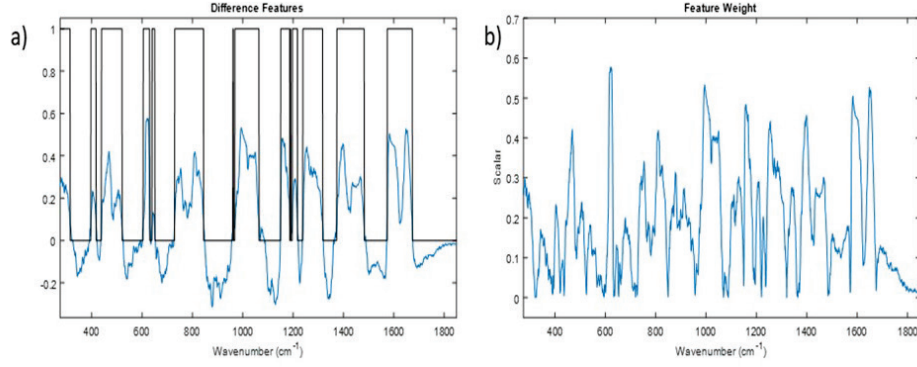 a)
Difference Features
1
0.8
0.6
0.4
0.2
0
-0.2
400 600 800 1000 1200 1400 1600 1800
Wavenumber (cm-1)
b)
Feature Weight
0.7
0.6
0.5
0.4
0.3
0.2
0.1
0
Scalar
400 600 800 1000 1200 1400 1600 1800
Wavenumber (cm-1)